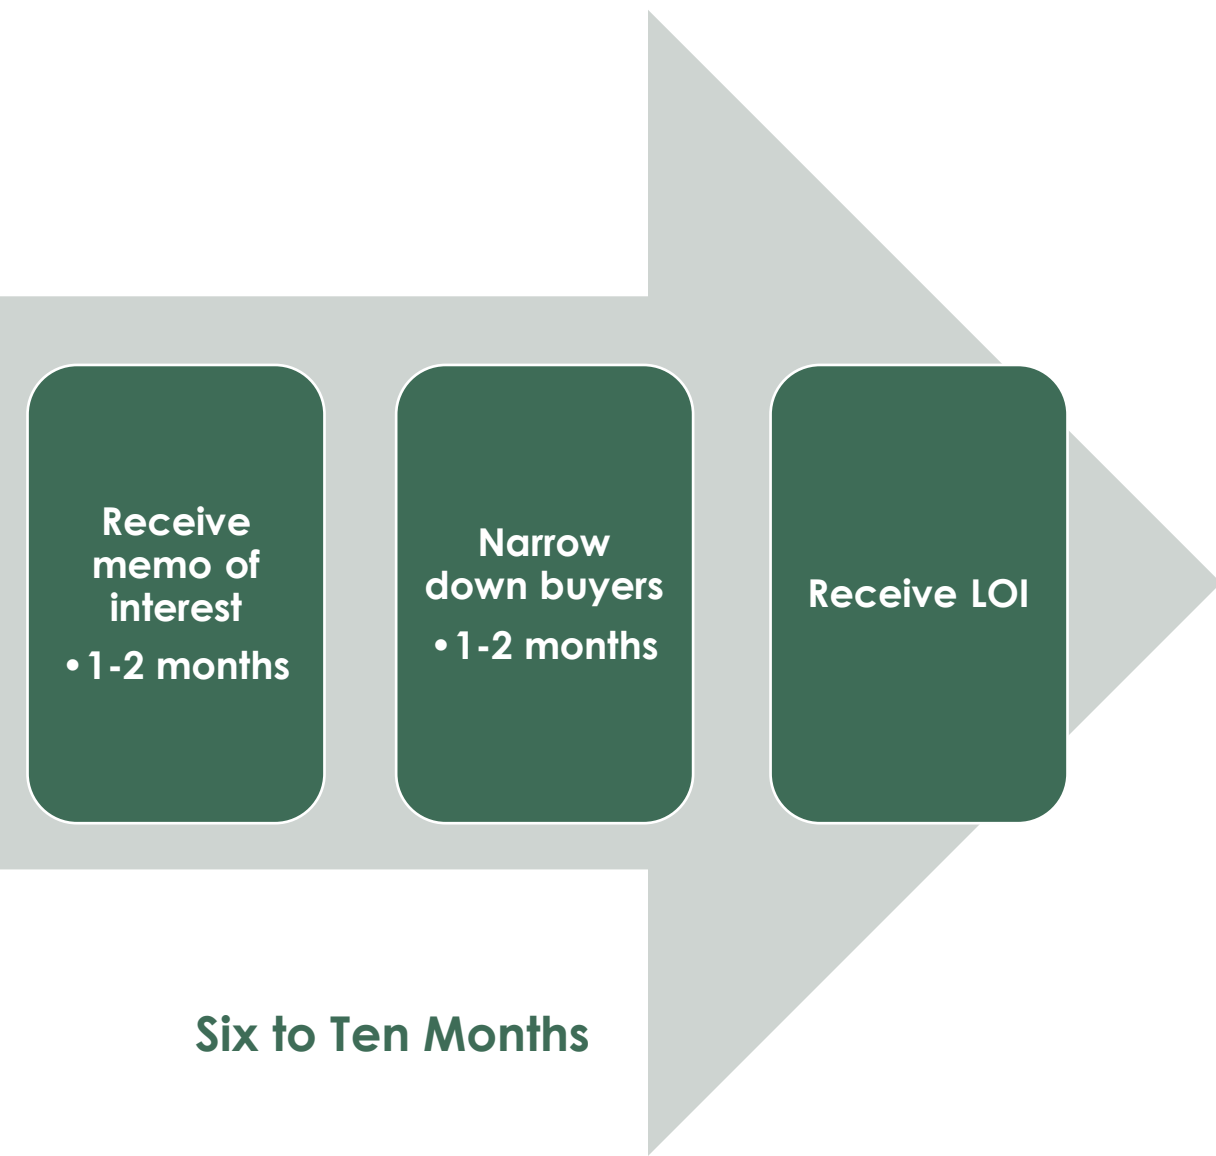 Receive
memo of
interest
•1-2 months
Narrow
down buyers
•1-2 months
Receive LOI
Six to Ten Months